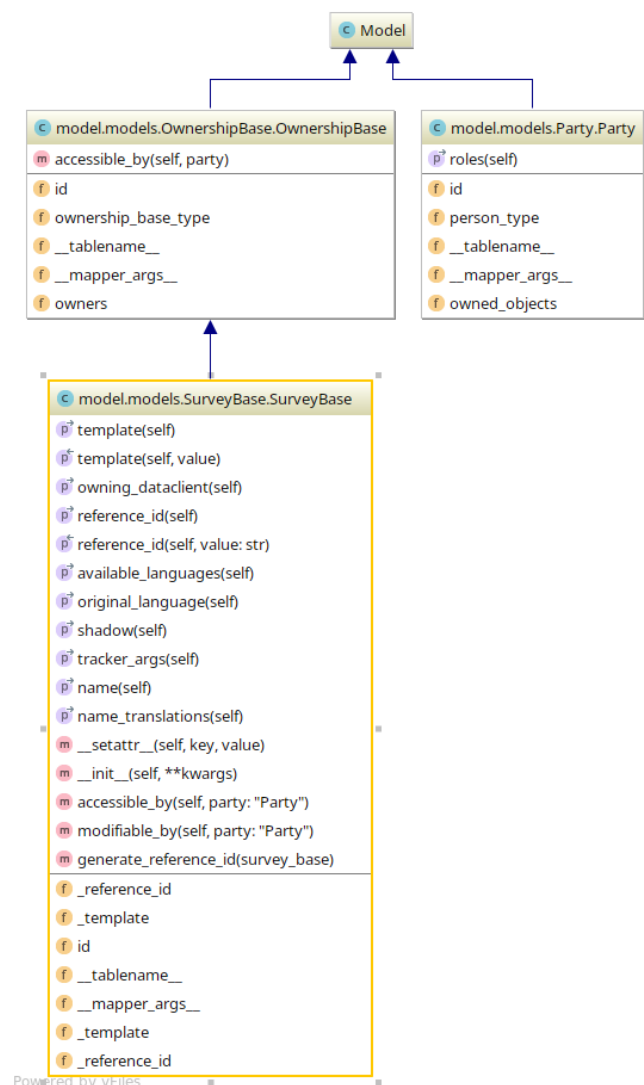 C Model
C model.models.OwnershipBase.OwnershipBase
m accessible_by(self, party)
f id
f ownership_base_type
f __tablename__
f __mapper_args__
f owners
C model.models.Party.Party
p roles(self)
f id
f person_type
f __tablename__
f __mapper_args__
f owned_objects
C model.models.SurveyBase.SurveyBase
p template(self)
p template(self, value)
p owning_dataclient(self)
p reference_id(self)
p reference_id(self, value: str)
p available_languages(self)
p original_language(self)
p shadow(self)
p tracker_args(self)
p name(self)
p name_translations(self)
m __setattr__(self, key, value)
m __init__(self, **kwargs)
m accessible_by(self, party: "Party")
m modifiable_by(self, party: "Party")
m generate_reference_id(survey_base)
f _reference_id
f _template
f id
f __tablename__
f __mapper_args__
f _template
f _reference_id
Powered by yFiles